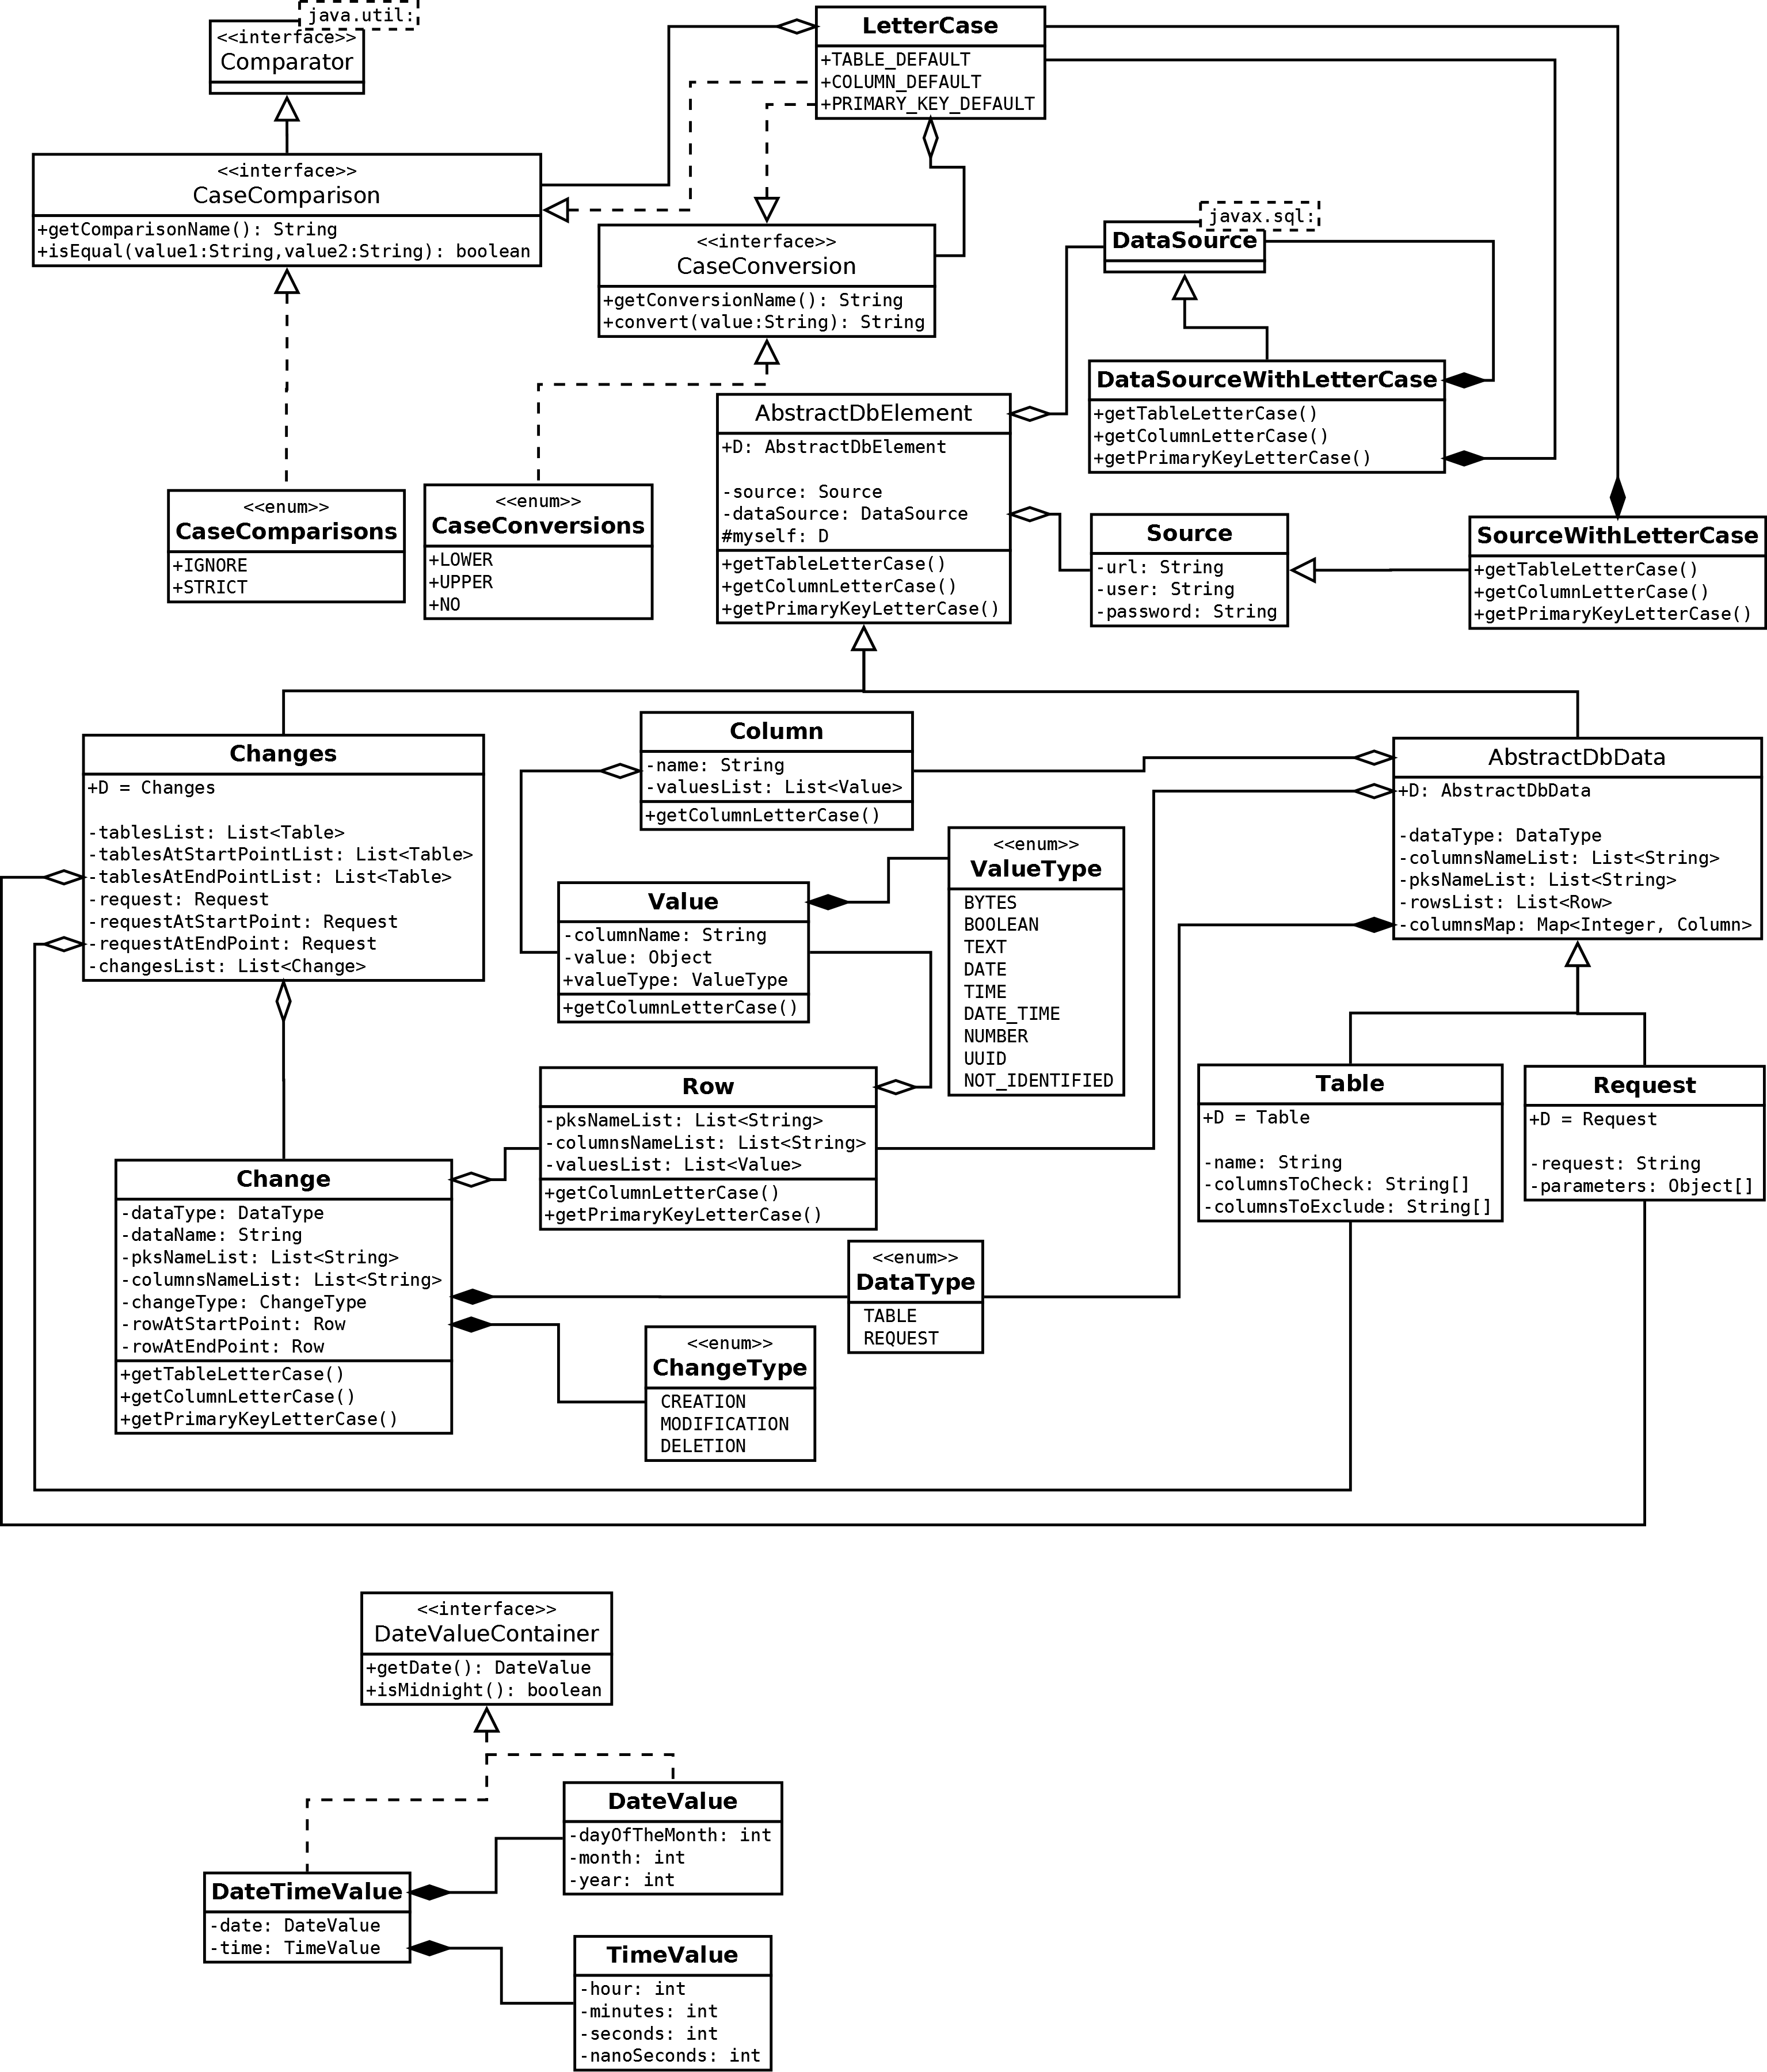 java.util:
<<interface>>
Comparator
LetterCase
+TABLE_DEFAULT
+COLUMN_DEFAULT
+PRIMARY_KEY_DEFAULT
<<interface>>
CaseComparison
+getComparisonName(): String
+isEqual(value1:String,value2:String): boolean
<<interface>>
CaseConversion
+getConversionName(): String
+convert(value:String): String
javax.sql:
DataSource
DataSourceWithLetterCase
+getTableLetterCase()
+getColumnLetterCase()
+getPrimaryKeyLetterCase()
AbstractDbElement
+D: AbstractDbElement
-source: Source
-dataSource: DataSource
#myself: D
+getTableLetterCase()
+getColumnLetterCase()
+getPrimaryKeyLetterCase()
<<enum>>
CaseComparisons
+IGNORE
+STRICT
<<enum>>
CaseConversions
+LOWER
+UPPER
+NO
Source
-url: String
-user: String
-password: String
SourceWithLetterCase
+getTableLetterCase()
+getColumnLetterCase()
+getPrimaryKeyLetterCase()
Changes
+D = Changes
-tablesList: List<Table>
-tablesAtStartPointList: List<Table>
-tablesAtEndPointList: List<Table>
-request: Request
-requestAtStartPoint: Request
-requestAtEndPoint: Request
-changesList: List<Change>
Column
-name: String
-valuesList: List<Value>
+getColumnLetterCase()
AbstractDbData
+D: AbstractDbData
-dataType: DataType
-columnsNameList: List<String>
-pksNameList: List<String>
-rowsList: List<Row>
-columnsMap: Map<Integer, Column>
<<enum>>
ValueType
BYTES
BOOLEAN
TEXT
DATE
TIME
DATE_TIME
NUMBER
UUID
NOT_IDENTIFIED
Value
-columnName: String
-value: Object
+valueType: ValueType
+getColumnLetterCase()
Row
-pksNameList: List<String>
-columnsNameList: List<String>
-valuesList: List<Value>
+getColumnLetterCase()
+getPrimaryKeyLetterCase()
Table
+D = Table
-name: String
-columnsToCheck: String[]
-columnsToExclude: String[]
Request
+D = Request
-request: String
-parameters: Object[]
Change
-dataType: DataType
-dataName: String
-pksNameList: List<String>
-columnsNameList: List<String>
-changeType: ChangeType
-rowAtStartPoint: Row
-rowAtEndPoint: Row
+getTableLetterCase()
+getColumnLetterCase()
+getPrimaryKeyLetterCase()
<<enum>>
DataType
TABLE
REQUEST
<<enum>>
ChangeType
CREATION
MODIFICATION
DELETION
<<interface>>
DateValueContainer
+getDate(): DateValue
+isMidnight(): boolean
DateValue
-dayOfTheMonth: int
-month: int
-year: int
DateTimeValue
-date: DateValue
-time: TimeValue
TimeValue
-hour: int
-minutes: int
-seconds: int
-nanoSeconds: int